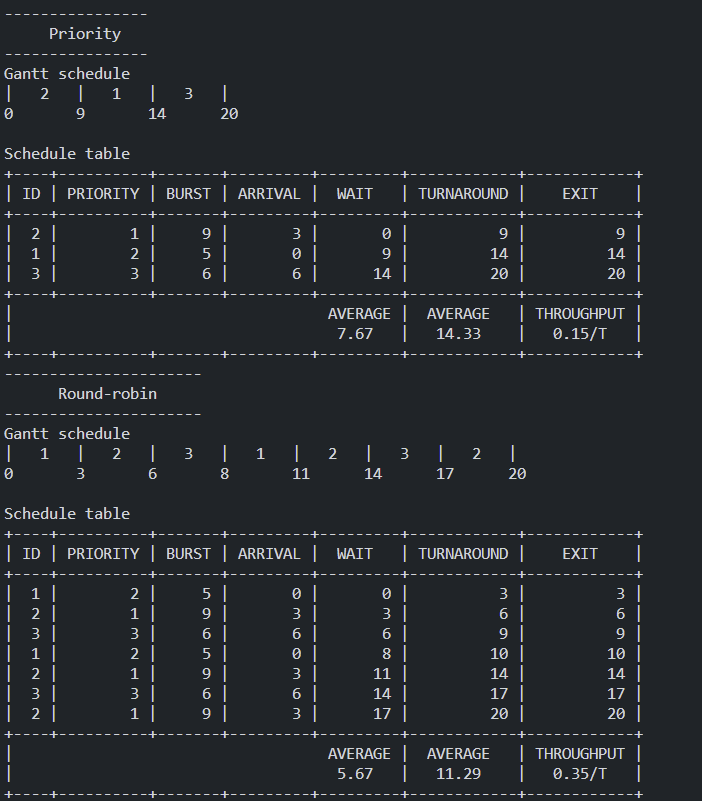 ----------------
     Priority
----------------
Gantt schedule
|   2   |   1   |   3   |
0       9       14      20

Schedule table
+----+----------+-------+---------+---------+------------+------------+
| ID | PRIORITY | BURST | ARRIVAL |  WAIT   | TURNAROUND |    EXIT    |
+----+----------+-------+---------+---------+------------+------------+
|  2 |        1 |     9 |       3 |       0 |          9 |          9 |
|  1 |        2 |     5 |       0 |       9 |         14 |         14 |
|  3 |        3 |     6 |       6 |      14 |         20 |         20 |
+----+----------+-------+---------+---------+------------+------------+
|                                   AVERAGE |  AVERAGE   | THROUGHPUT |
|                                    7.67   |   14.33    |   0.15/T   |
+----+----------+-------+---------+---------+------------+------------+
----------------------
      Round-robin
----------------------
Gantt schedule
|   1   |   2   |   3   |   1   |   2   |   3   |   2   |
0       3       6       8       11      14      17      20

Schedule table
+----+----------+-------+---------+---------+------------+------------+
| ID | PRIORITY | BURST | ARRIVAL |  WAIT   | TURNAROUND |    EXIT    |
+----+----------+-------+---------+---------+------------+------------+
|  1 |        2 |     5 |       0 |       0 |          3 |          3 |
|  2 |        1 |     9 |       3 |       3 |          6 |          6 |
|  3 |        3 |     6 |       6 |       6 |          9 |          9 |
|  1 |        2 |     5 |       0 |       8 |         10 |         10 |
|  2 |        1 |     9 |       3 |      11 |         14 |         14 |
|  3 |        3 |     6 |       6 |      14 |         17 |         17 |
|  2 |        1 |     9 |       3 |      17 |         20 |         20 |
+----+----------+-------+---------+---------+------------+------------+
|                                   AVERAGE |  AVERAGE   | THROUGHPUT |
|                                    5.67   |   11.29    |   0.35/T   |
+----+----------+-------+---------+---------+------------+------------+